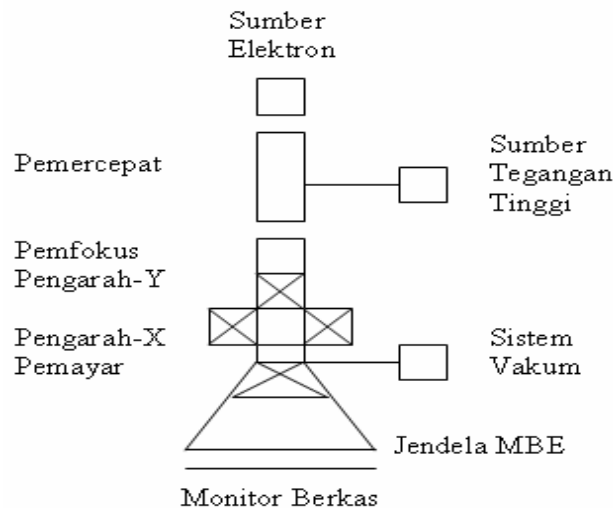 Sumber
Elektron
Pemercepat
Sumber
Tegangan
Tinggi
Pemfokus
Pengarah-Y
Pengarah-X
Pemayar
Sistem
Vakum
Jendela MBE
Monitor Berkas